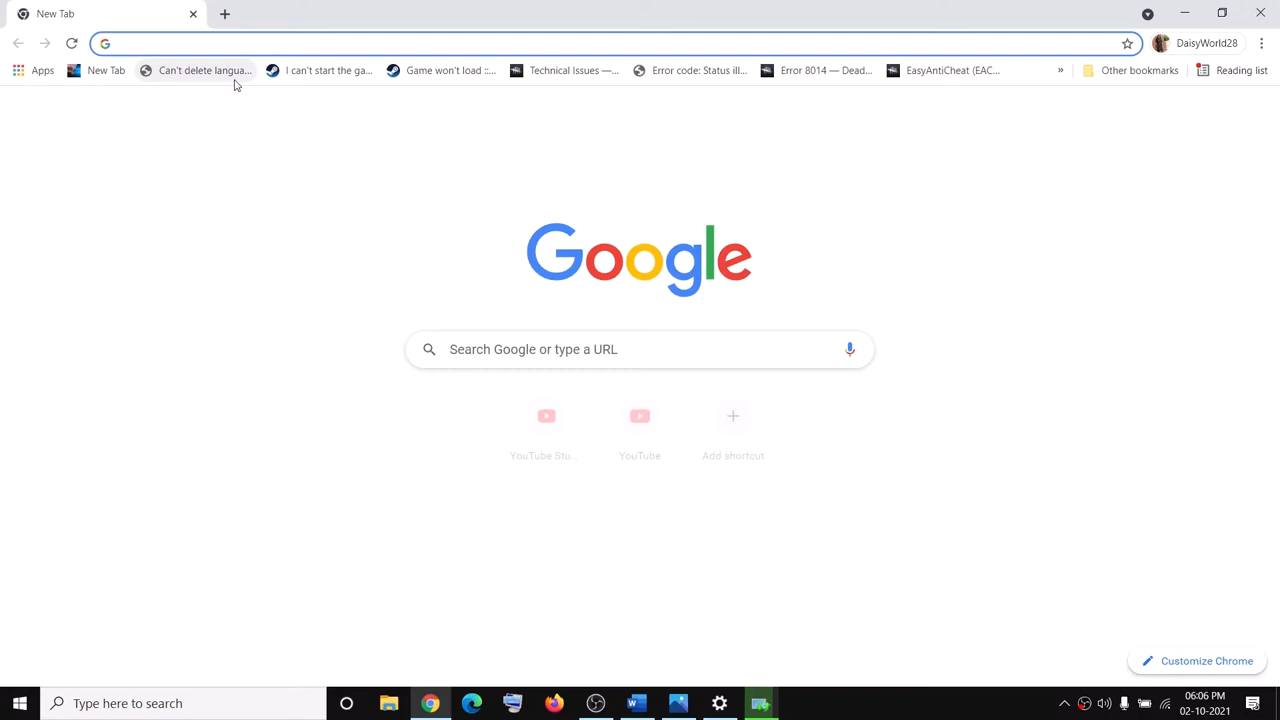 New Tab
DaisyWorld28
Apps
New Tab
Can't delete langua...
I can't start the ga...
Game won't load ::...
Technical Issues —...
Error code: Status ill...
Error 8014 — Dead...
EasyAntiCheat (EAC...
»
Other bookmarks
Reading list
Google
Search Google or type a URL
YouTube Stu...
YouTube
Add shortcut
Customize Chrome
Type here to search
06:06 PM
02-10-2021